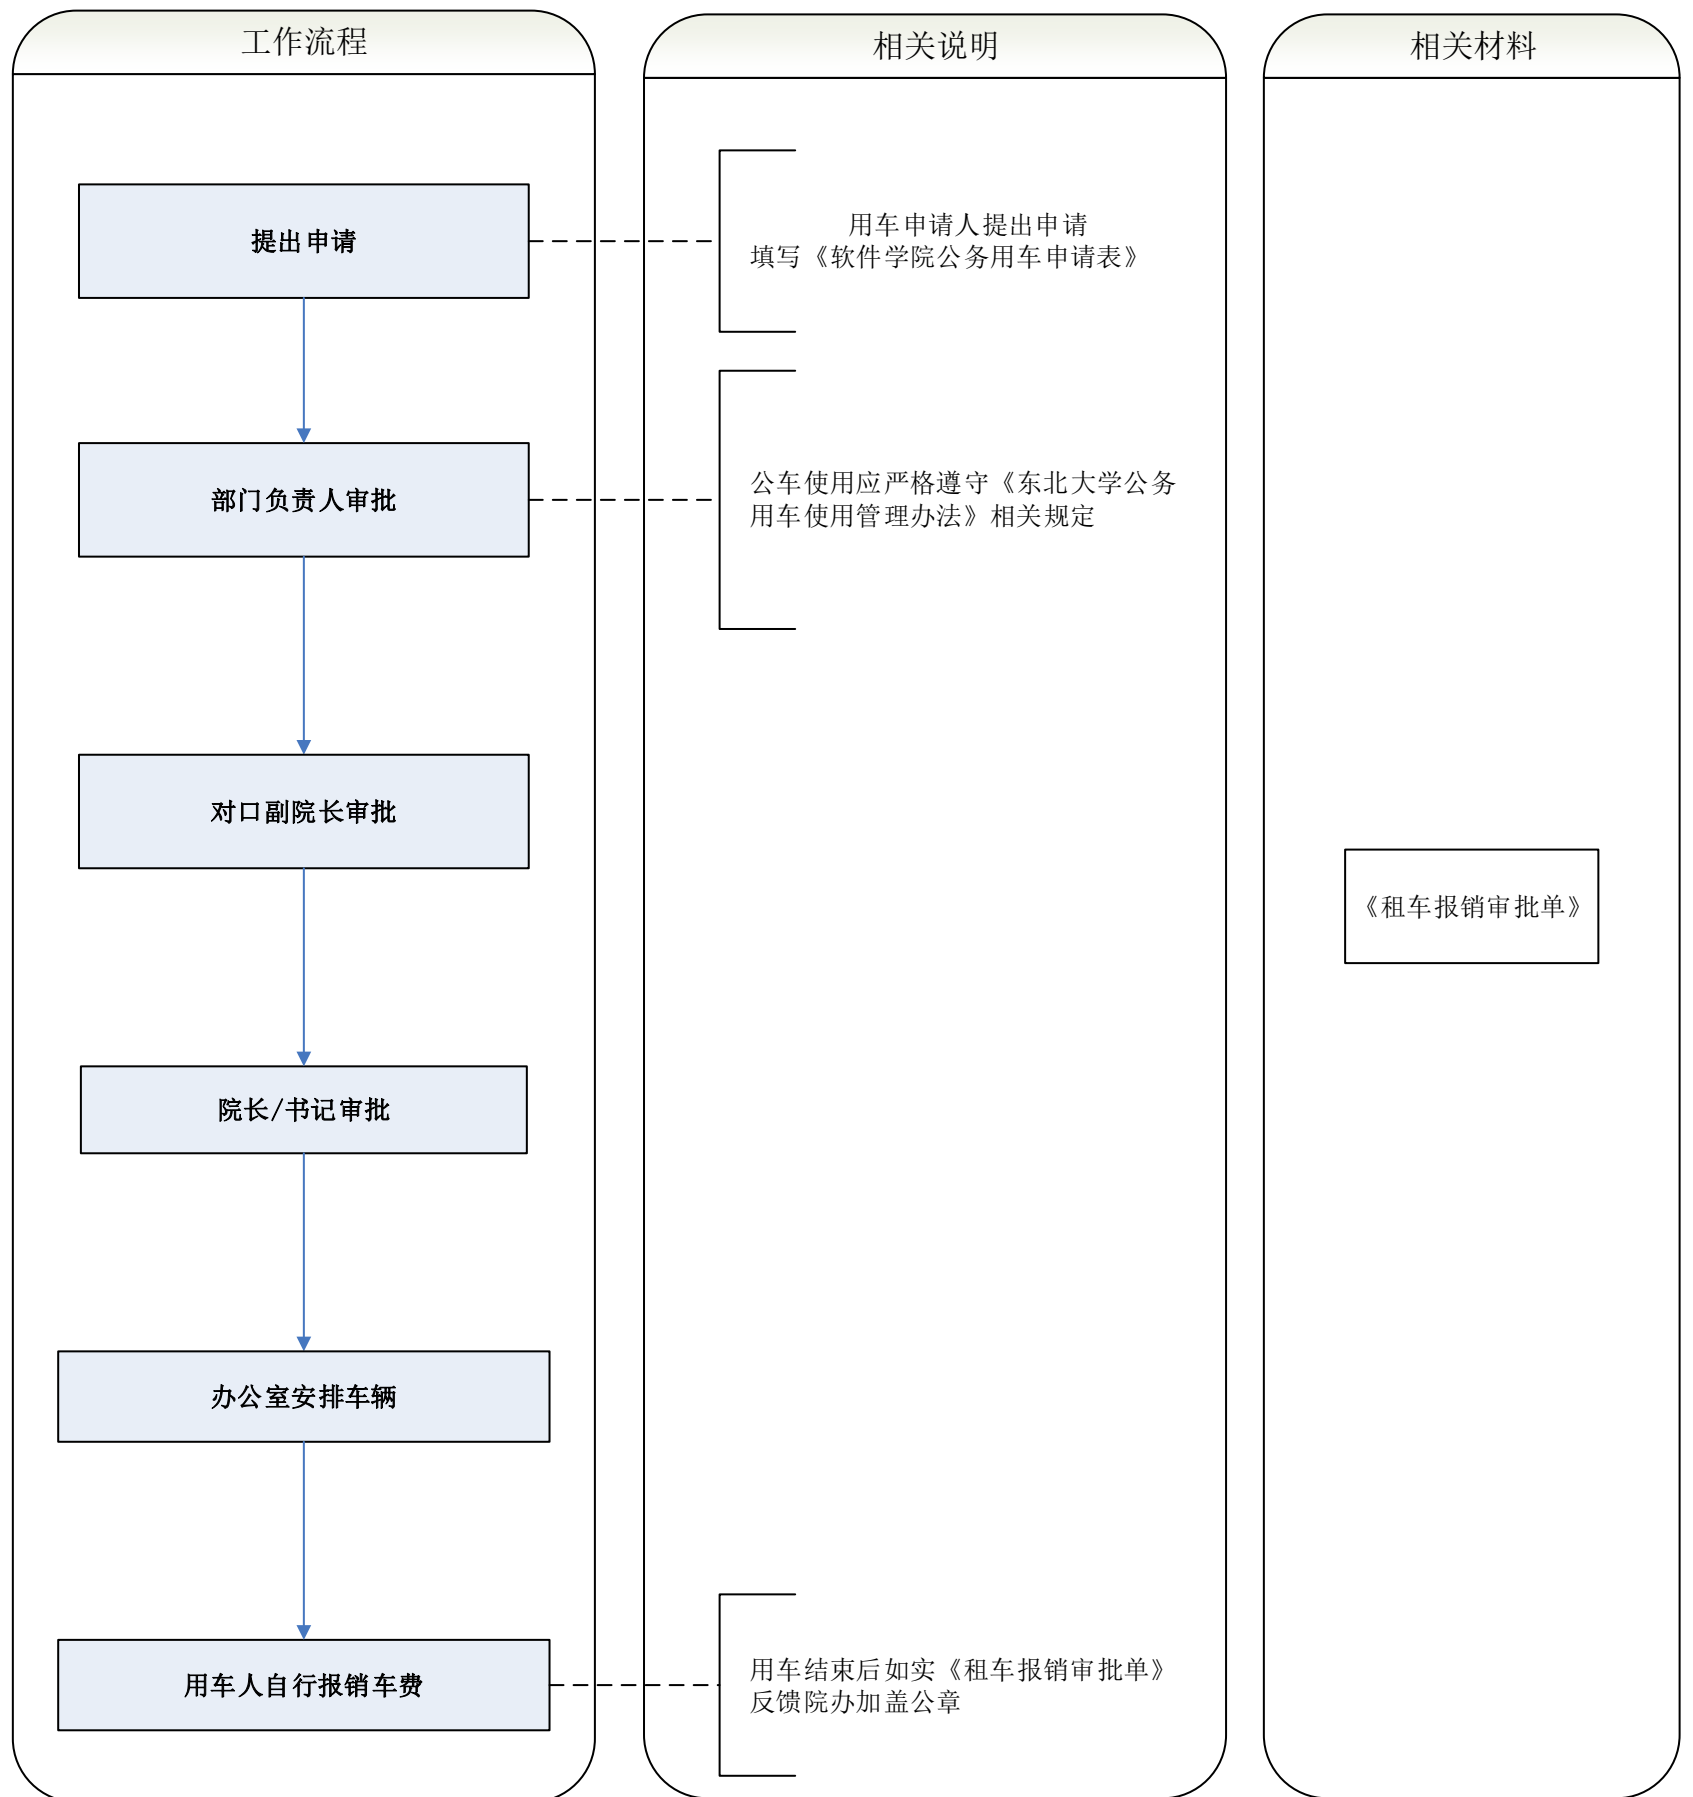 工作流程
相关说明
相关材料
提出申请
用车申请人提出申请
填写《软件学院公务用车申请表》
部门负责人审批
公车使用应严格遵守《东北大学公务
用车使用管理办法》相关规定
对口副院长审批
《租车报销审批单》
院长/书记审批
办公室安排车辆
用车人自行报销车费
用车结束后如实《租车报销审批单》
反馈院办加盖公章